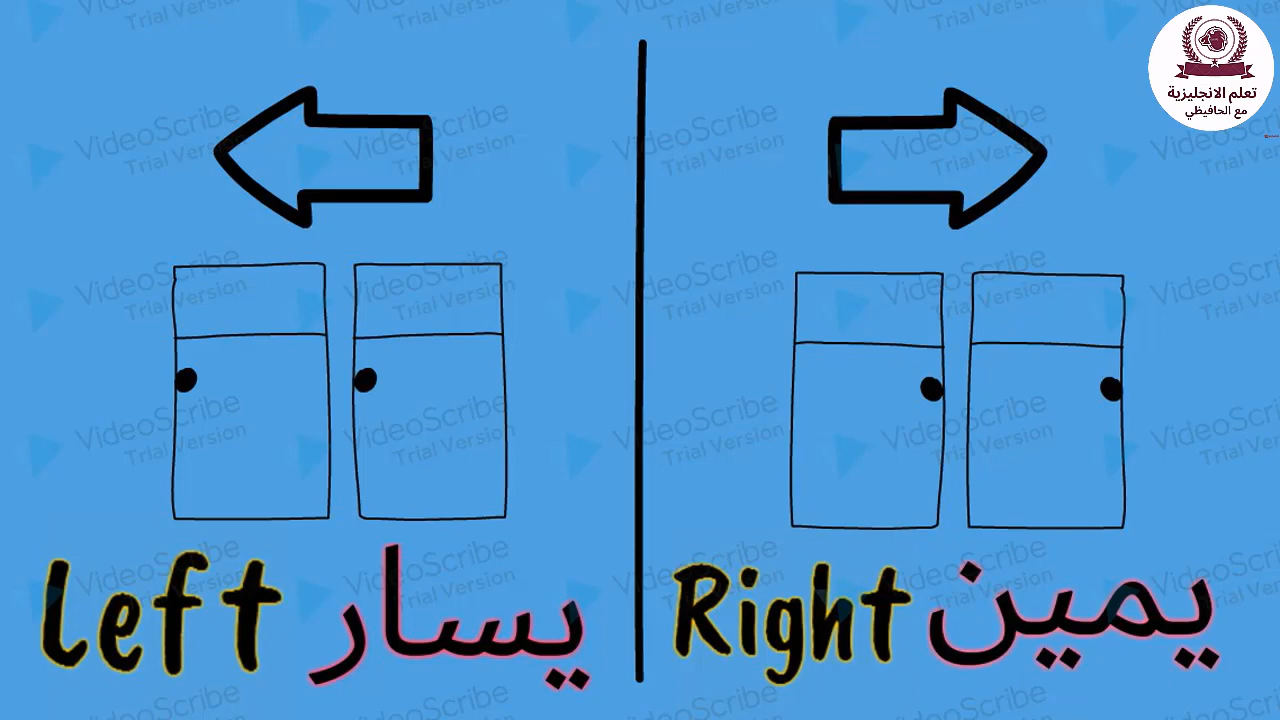 تعلم الانجليزية
مع الحافيظي
VideoScribe
Trial Version
left يسار
Right يمين